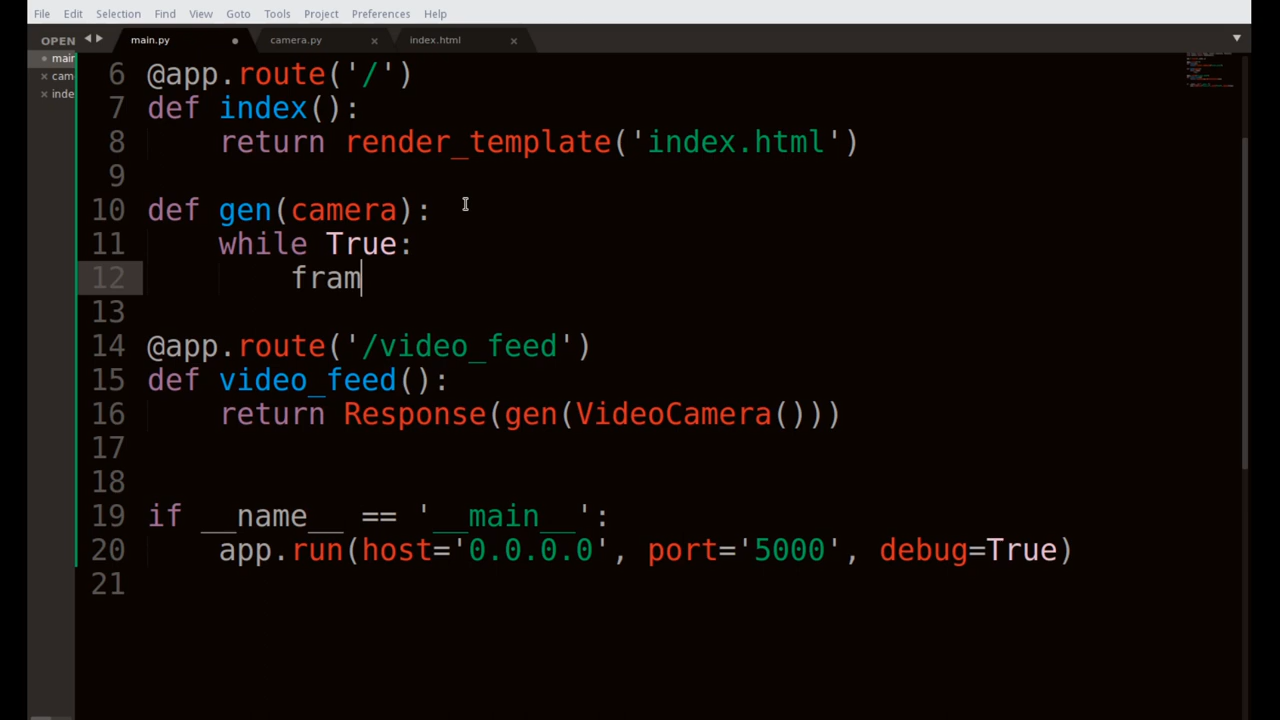 File Edit Selection Find View Goto Tools Project Preferences Help
OPEN main.py camera.py index.html
main
cam
inde
6 @app.route('/')
7 def index():
8 return render_template('index.html')
9
10 def gen(camera):
11 while True:
12 fram
13
14 @app.route('/video_feed')
15 def video_feed():
16 return Response(gen(VideoCamera()))
17
18
19 if __name__ == '__main__':
20 app.run(host='0.0.0.0', port='5000', debug=True)
21